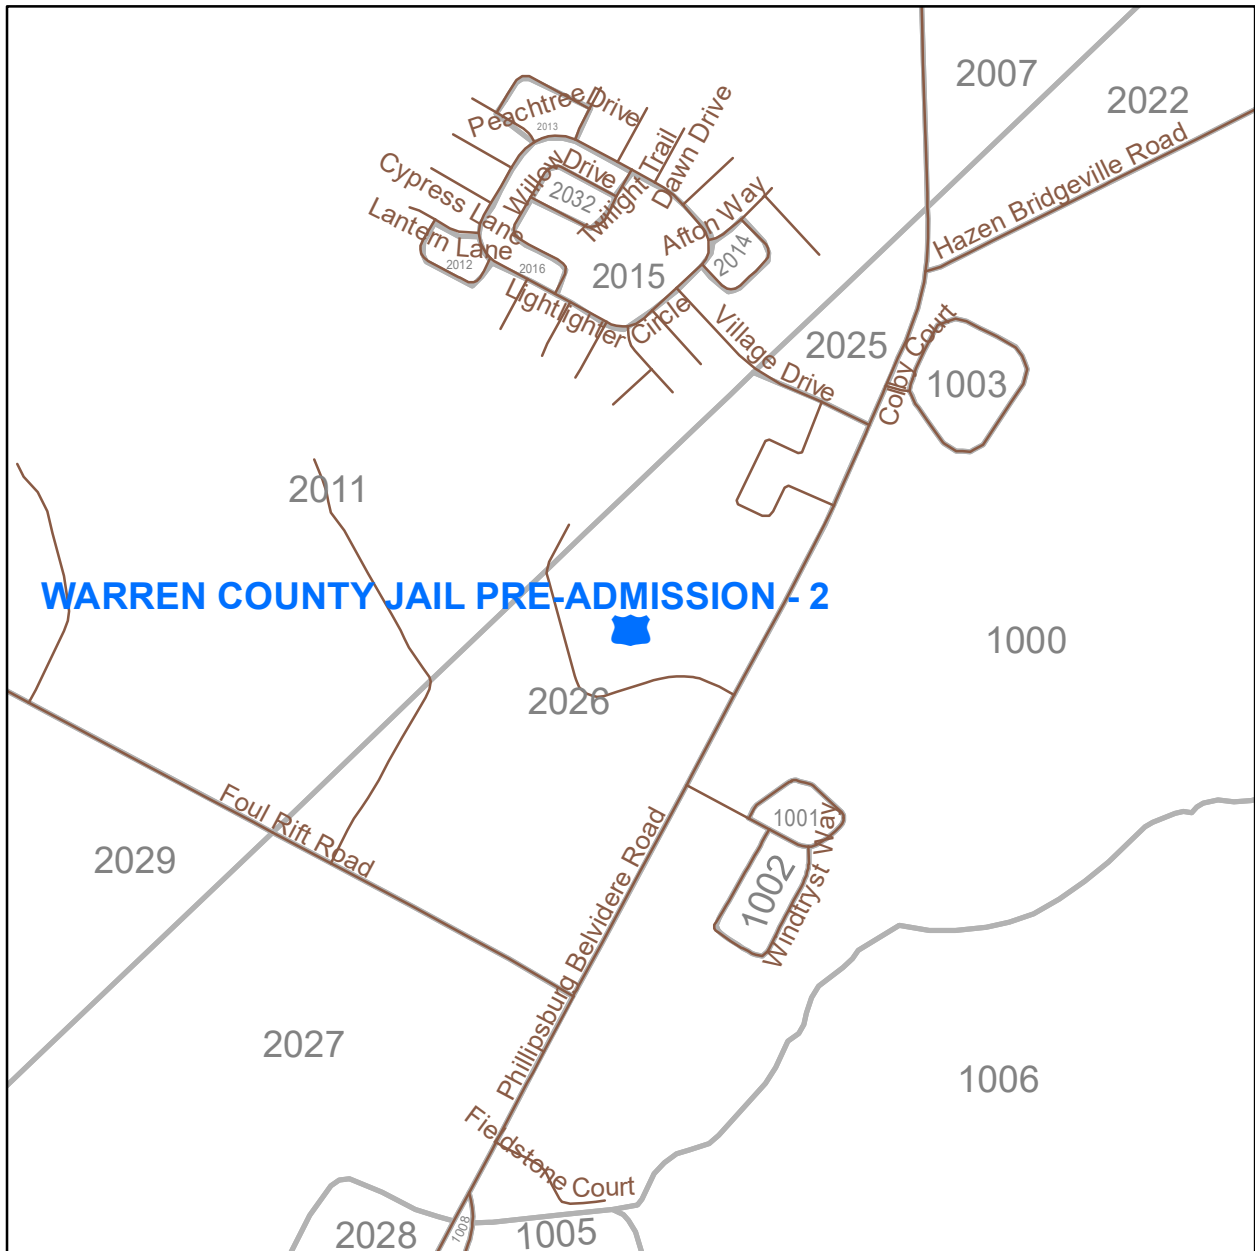 2007
2022
Peachtree Drive
2013
Hazen Bridgeville Road
Dawn Drive
Twilight Trail
Willow Drive
2032
Cypress Lane
Lantern Lane
Afton Way
2014
2012
2016
2015
Lightlighter Circle
Village Drive
2025
Colby Court
1003
2011
WARREN COUNTY JAIL PRE-ADMISSION - 2
1000
2026
Foul Rift Road
1001
2029
1002
Windtryst Way
Phillipsburg Belvidere Road
2027
1006
Fieldstone Court
2028
1008
1005